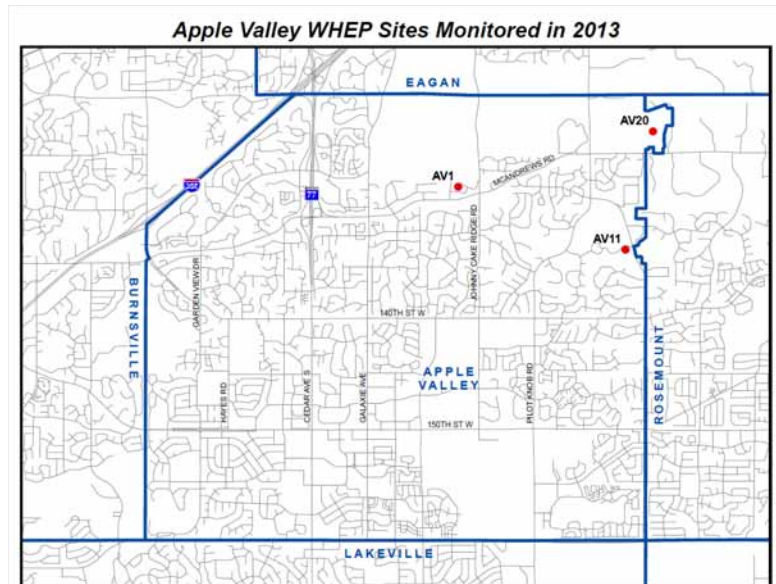 Apple Valley WHEP Sites Monitored in 2013
EAGAN
AV20
AV1
MCANDREWS RD
77
JOHNNY CAKE RIDGE RD
AV11
GARDEN VIEW DR
BURNSVILLE
140TH ST W
ROSEMOUNT
APPLE
VALLEY
HAYES RD
CEDAR AVE S
GALAXIE AVE
PILOT KNOB RD
150TH ST W
LAKEVILLE